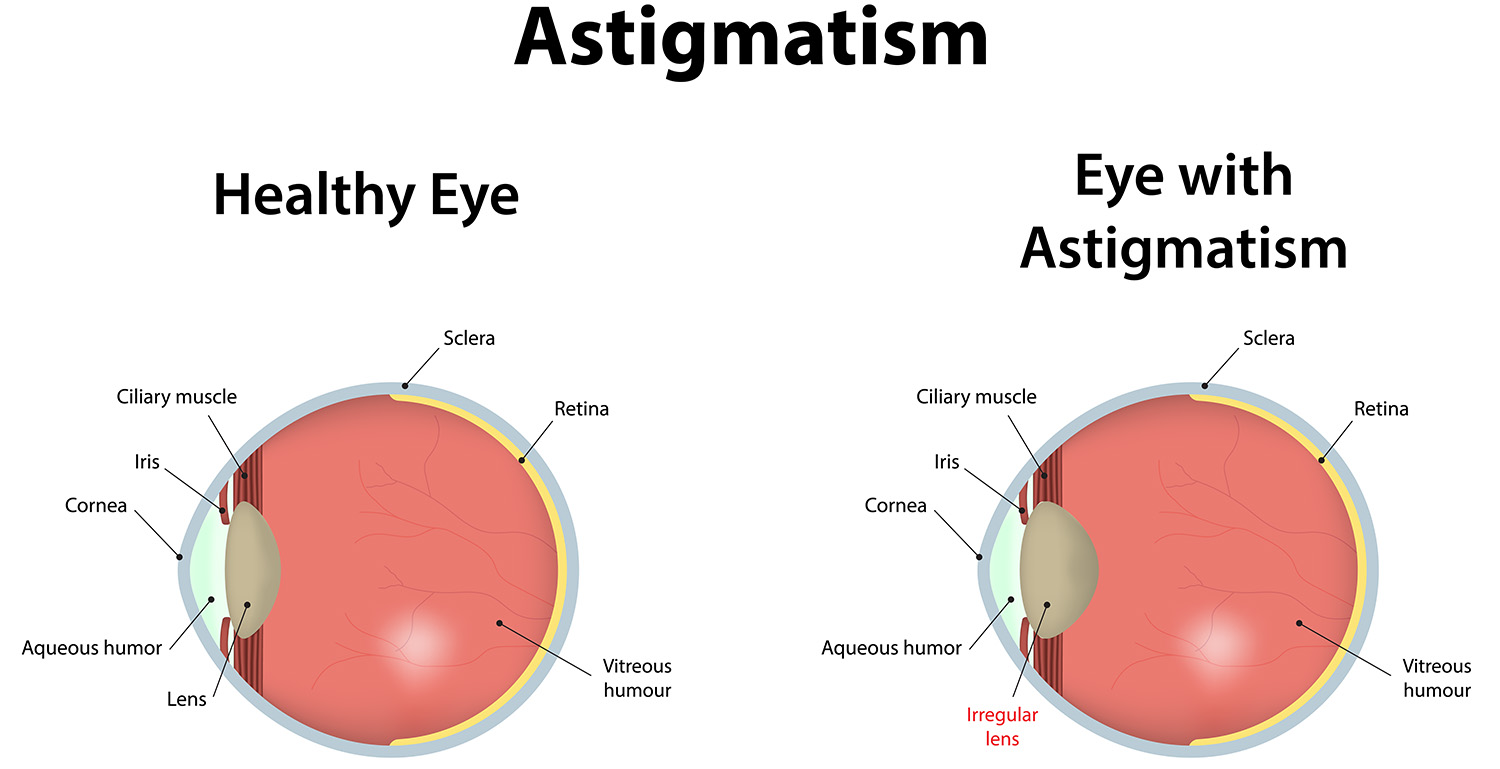 Astigmatism
Healthy Eye
Sclera
Ciliary muscle
Retina
Iris
Cornea
Aqueous humor
Lens
Vitreous
humour
Eye with
Astigmatism
Sclera
Ciliary muscle
Retina
Iris
Cornea
Aqueous humor
Irregular
lens
Vitreous
humour